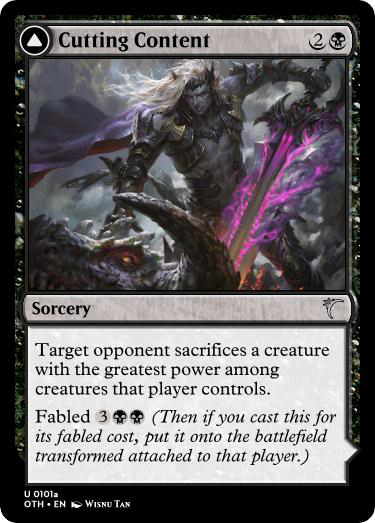 Cutting Content 2
Sorcery
Target opponent sacrifices a creature
with the greatest power among
creatures that player controls.
Fabled 3 (Then if you cast this for
its fabled cost, put it onto the battlefield
transformed attached to that player.)
U 0101a
OTH • EN Wisnu Tan